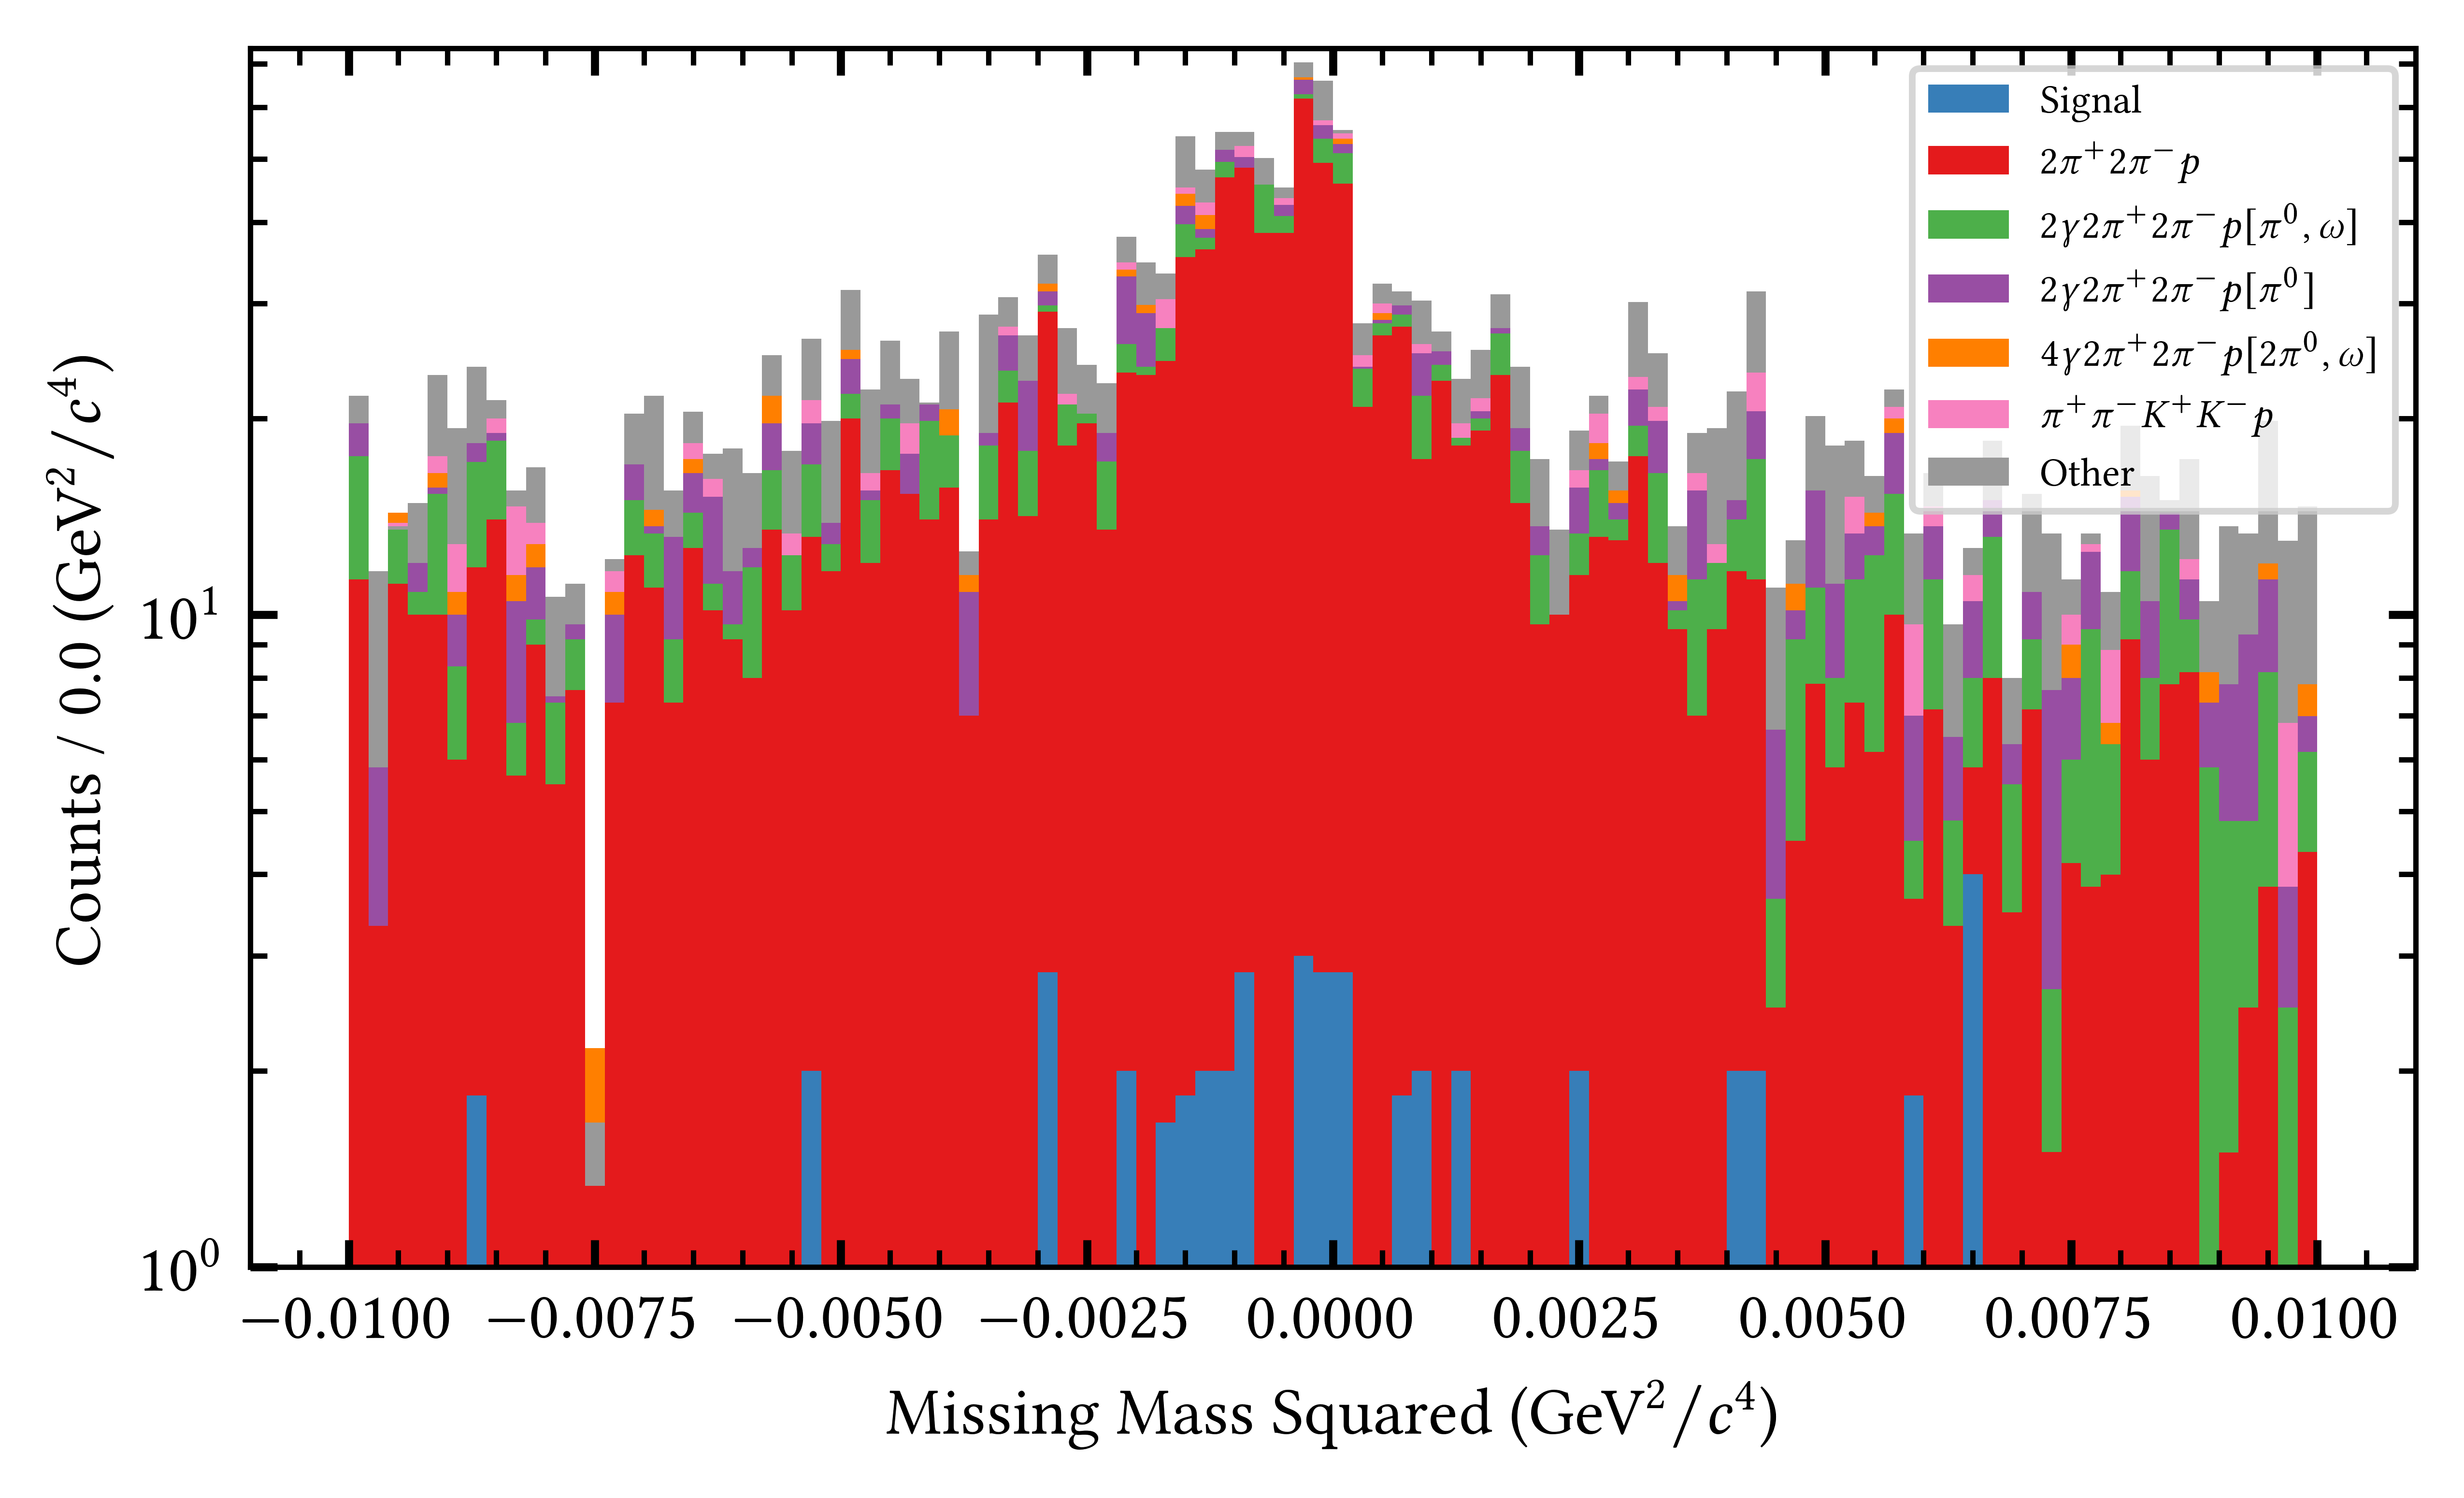 Counts / 0.0 (GeV²/c⁴)
10¹
10⁰
Signal
2π⁺2π⁻p
2γ2π⁺2π⁻p[π⁰, ω]
2γ2π⁺2π⁻p[π⁰]
4γ2π⁺2π⁻p[2π⁰, ω]
π⁺π⁻K⁺K⁻p
Other
−0.0100 −0.0075 −0.0050 −0.0025 0.0000 0.0025 0.0050 0.0075 0.0100
Missing Mass Squared (GeV²/c⁴)